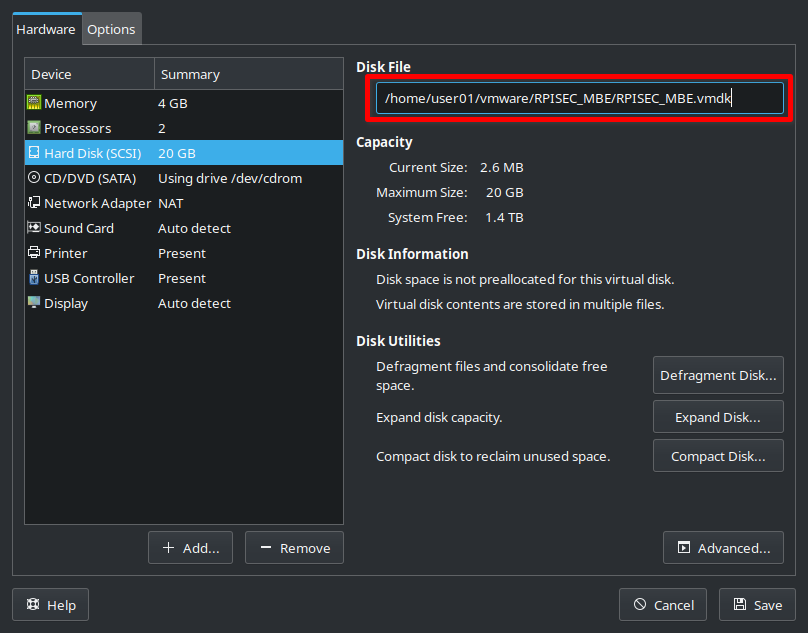 Hardware
Options
Device Summary
Memory 4 GB
Processors 2
Hard Disk (SCSI) 20 GB
CD/DVD (SATA) Using drive /dev/cdrom
Network Adapter NAT
Sound Card Auto detect
Printer Present
USB Controller Present
Display Auto detect
Add...
Remove
Disk File
/home/user01/vmware/RPISEC_MBE/RPISEC_MBE.vmdk
Capacity
Current Size: 2.6 MB
Maximum Size: 20 GB
System Free: 1.4 TB
Disk Information
Disk space is not preallocated for this virtual disk.
Virtual disk contents are stored in multiple files.
Disk Utilities
Defragment files and consolidate free
space.
Defragment Disk...
Expand disk capacity.
Expand Disk...
Compact disk to reclaim unused space.
Compact Disk...
Advanced...
Help
Cancel
Save